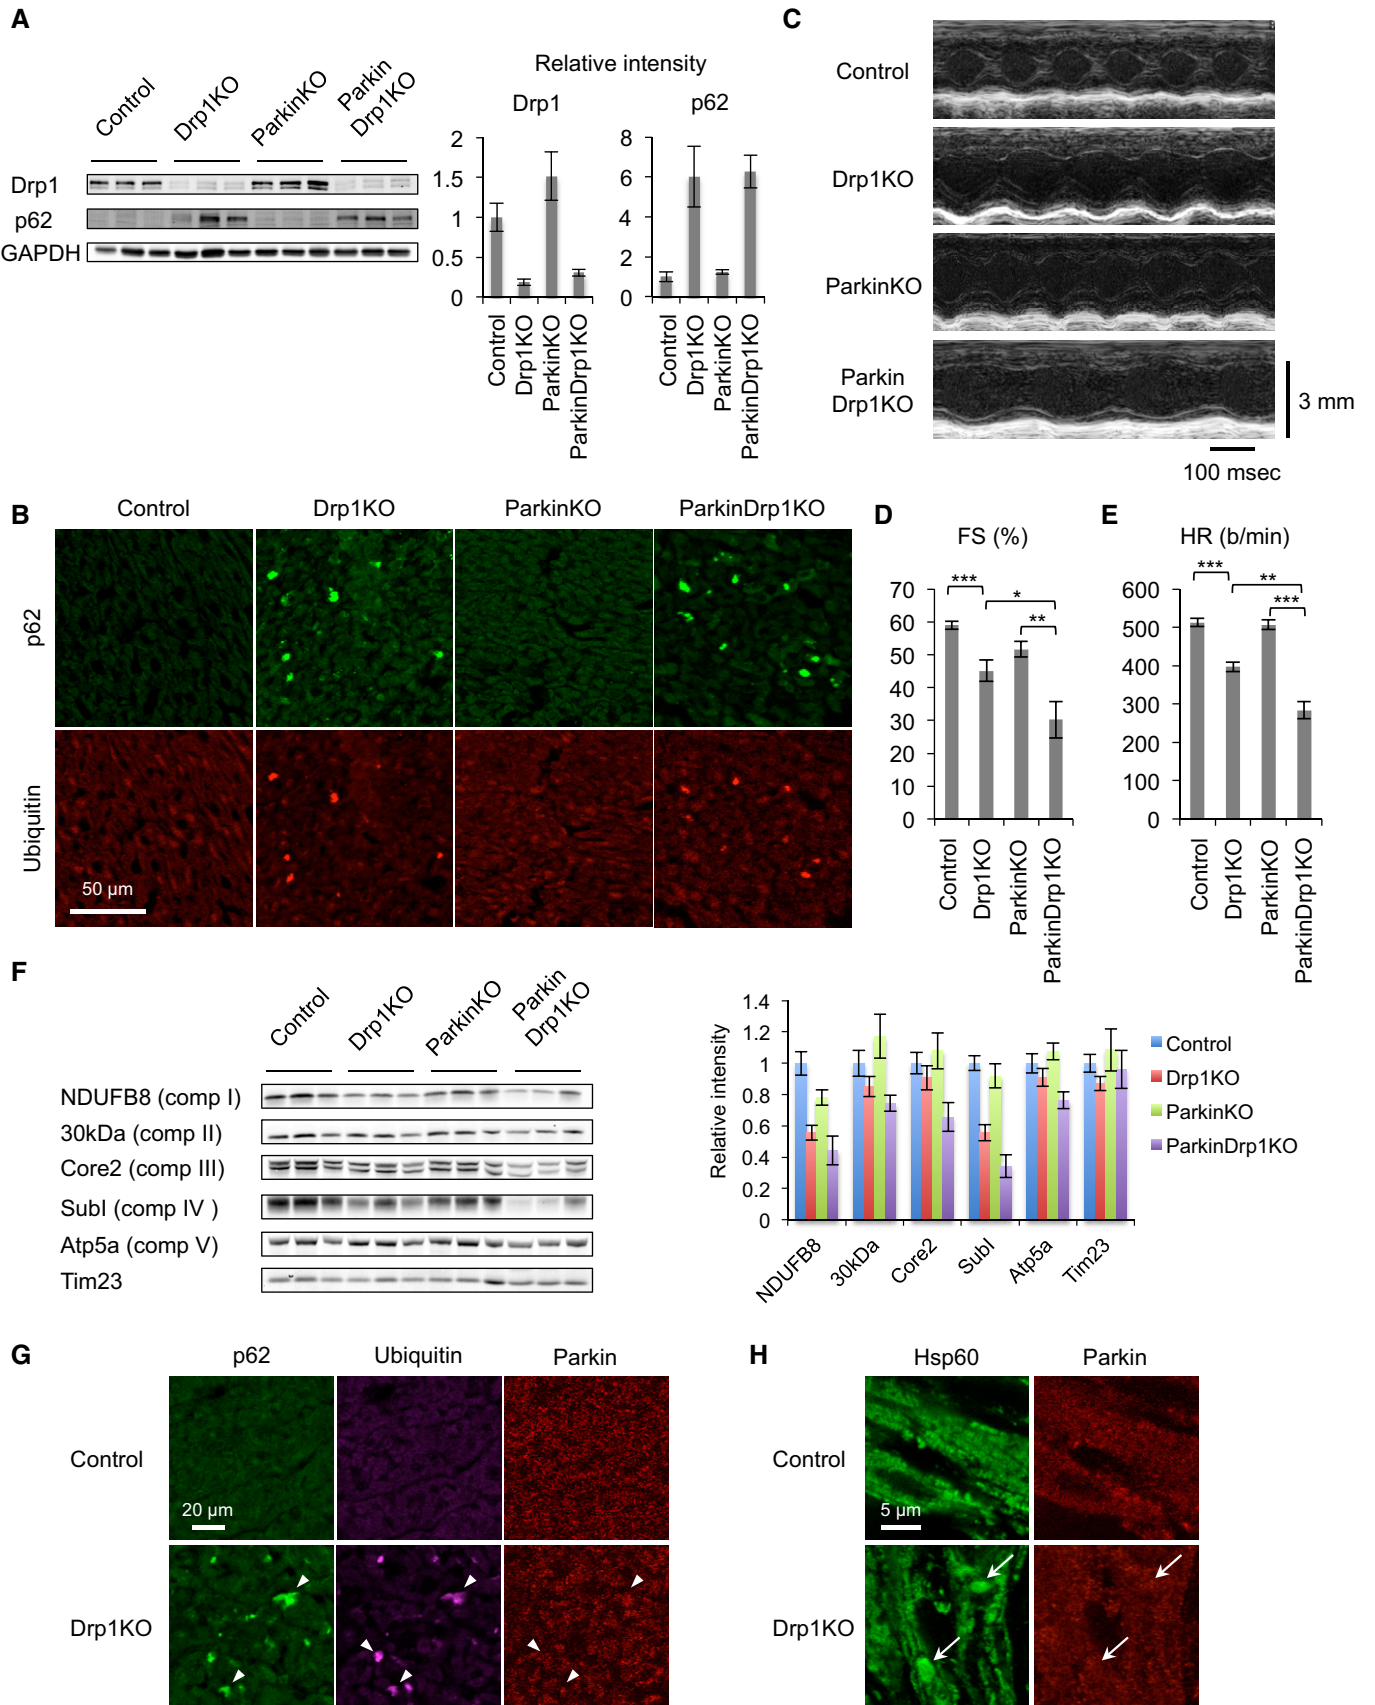 A
Control
Drp1KO
ParkinKO
Parkin
Drp1KO
Drp1
p62
GAPDH
Relative intensity
Drp1
2
1.5
1
0.5
0
Control
Drp1KO
ParkinKO
ParkinDrp1KO
p62
8
6
4
2
0
Control
Drp1KO
ParkinKO
ParkinDrp1KO
C
Control
Drp1KO
ParkinKO
Parkin
Drp1KO
3 mm
100 msec
B
Control
Drp1KO
ParkinKO
ParkinDrp1KO
p62
Ubiquitin
50 µm
D
FS (%)
***
*
**
70
60
50
40
30
20
10
0
Control
Drp1KO
ParkinKO
ParkinDrp1KO
E
HR (b/min)
***
**
***
600
500
400
300
200
100
0
Control
Drp1KO
ParkinKO
ParkinDrp1KO
F
Control
Drp1KO
ParkinKO
Parkin
Drp1KO
NDUFB8 (comp I)
30kDa (comp II)
Core2 (comp III)
SubI (comp IV )
Atp5a (comp V)
Tim23
Relative intensity
1.4
1.2
1
0.8
0.6
0.4
0.2
0
NDUFB8
30kDa
Core2
SubI
Atp5a
Tim23
Control
Drp1KO
ParkinKO
ParkinDrp1KO
G
p62
Ubiquitin
Parkin
Control
20 µm
Drp1KO
H
Hsp60
Parkin
Control
5 µm
Drp1KO